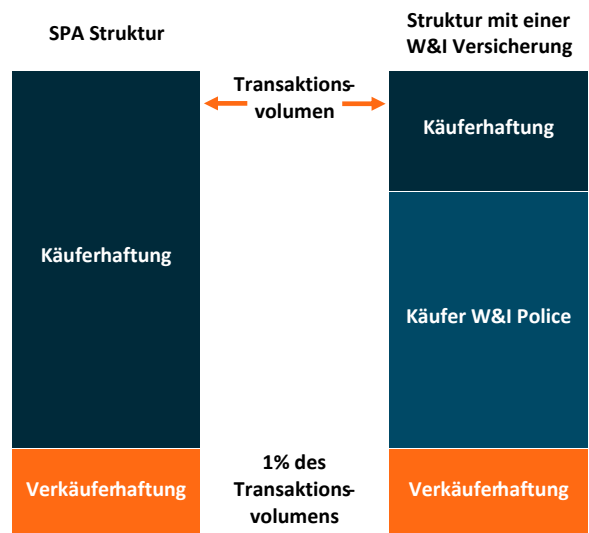 SPA Struktur
Struktur mit einer
W&I Versicherung
Transaktions-
volumen
Käuferhaftung
Käuferhaftung
Käufer W&I Police
Verkäuferhaftung
1% des
Transaktions-
volumens
Verkäuferhaftung